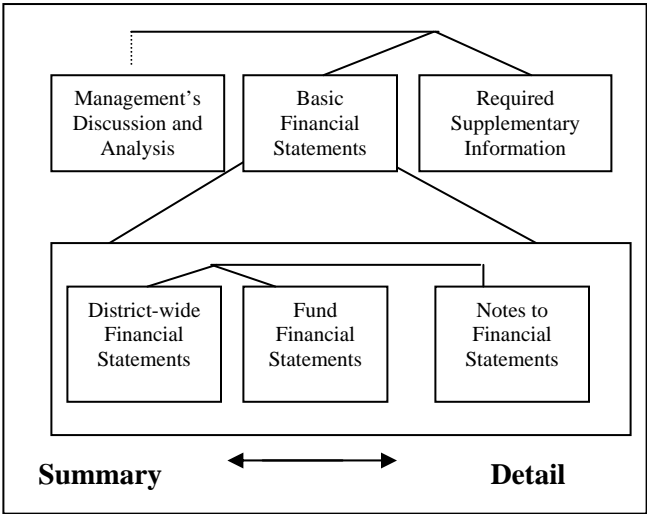 Management’s
Discussion and
Analysis
Basic
Financial
Statements
Required
Supplementary
Information
District-wide
Financial
Statements
Fund
Financial
Statements
Notes to
Financial
Statements
Summary
Detail